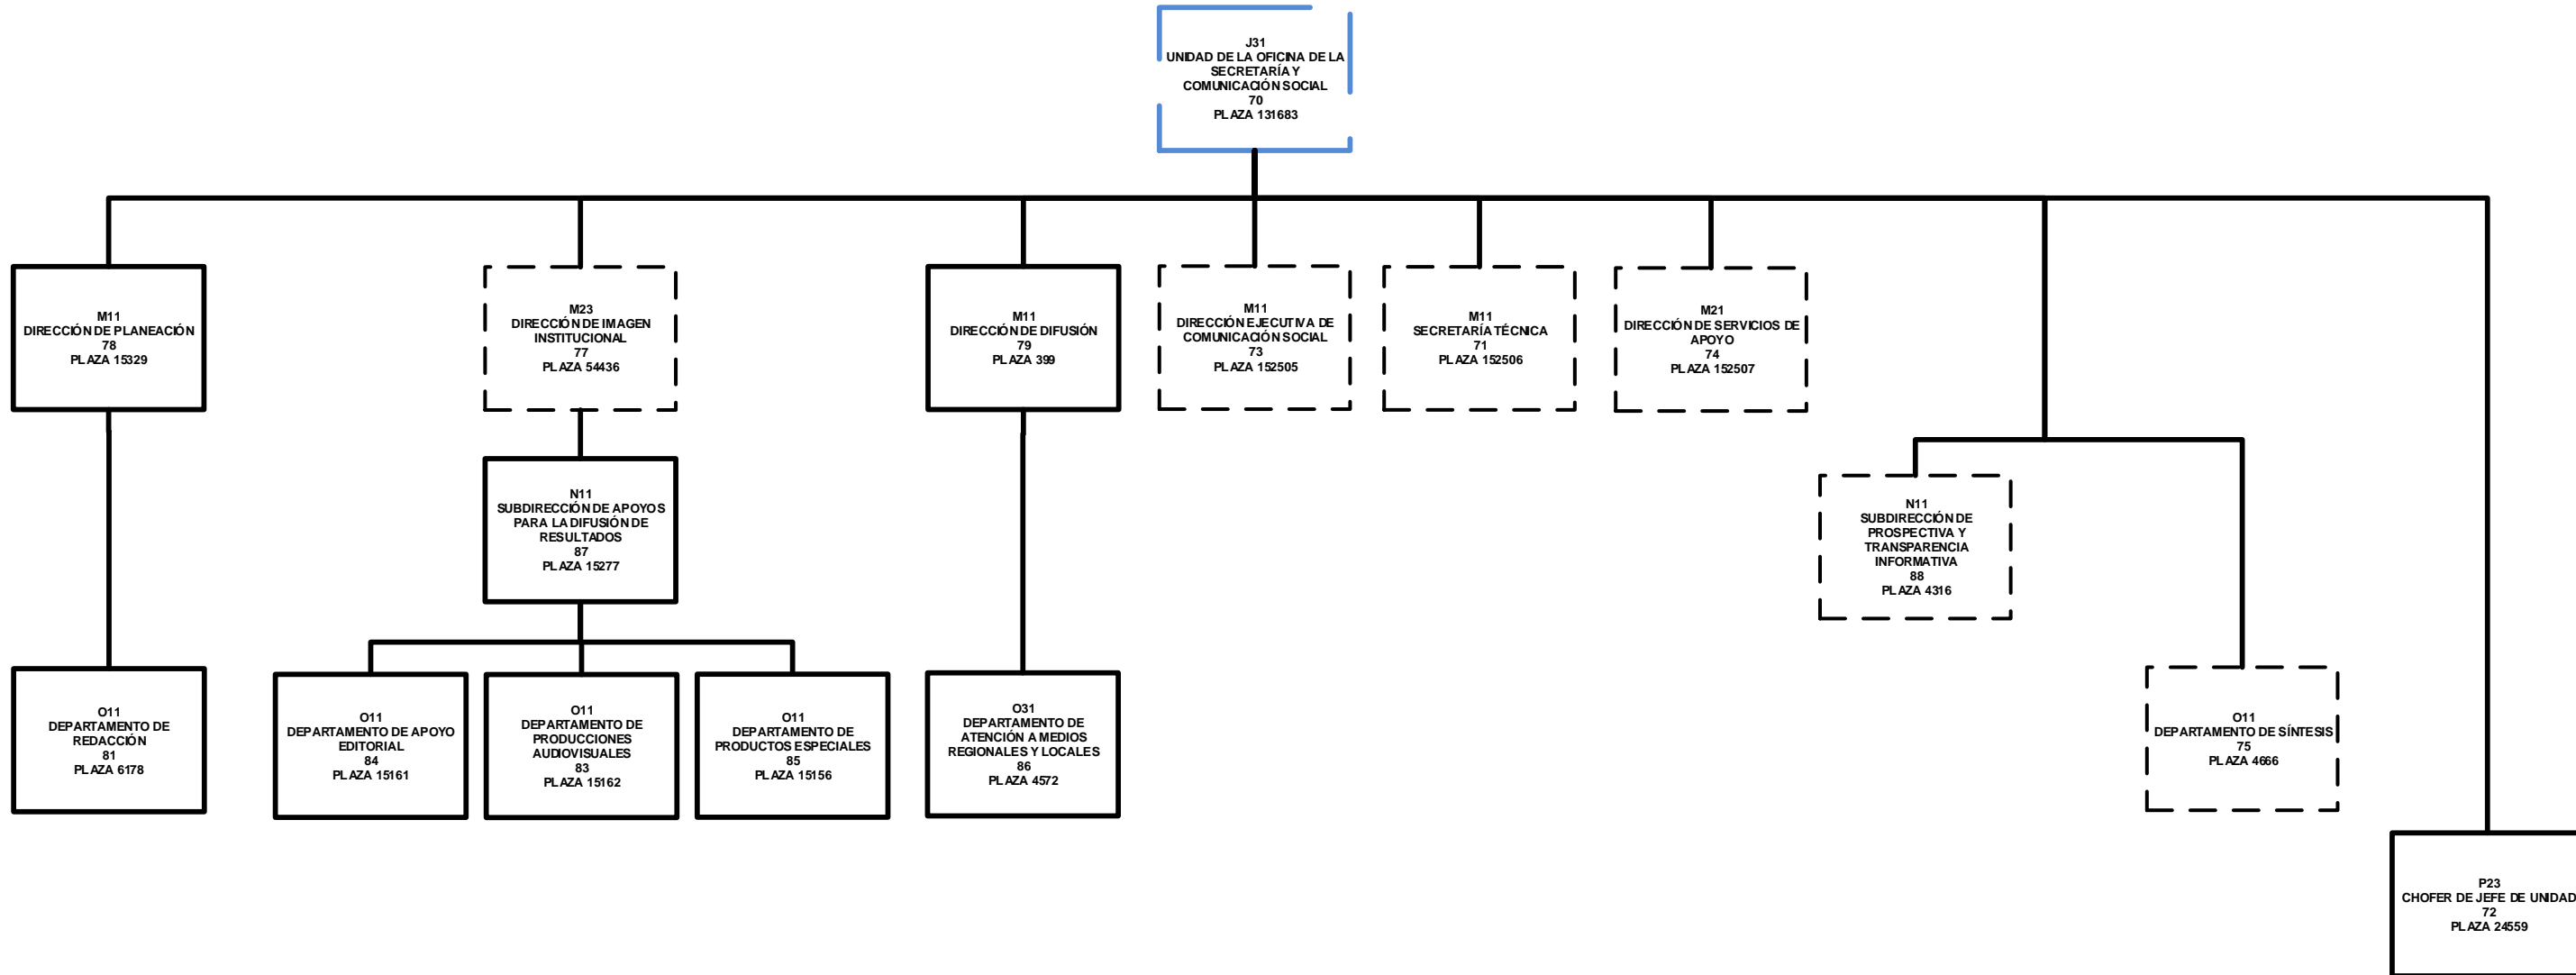 J31
UNIDAD DE LA OFICINA DE LA
SECRETARÍA Y
COMUNICACIÓN SOCIAL
70
PLAZA 131683
M11
DIRECCIÓN DE PLANEACIÓN
78
PLAZA 15329
M23
DIRECCIÓN DE IMAGEN
INSTITUCIONAL
77
PLAZA 54436
M11
DIRECCIÓN DE DIFUSIÓN
79
PLAZA 399
M11
DIRECCIÓN EJECUTIVA DE
COMUNICACIÓN SOCIAL
73
PLAZA 152505
M11
SECRETARÍA TÉCNICA
71
PLAZA 152506
M21
DIRECCIÓN DE SERVICIOS DE
APOYO
74
PLAZA 152507
N11
SUBDIRECCIÓN DE APOYOS
PARA LA DIFUSIÓN DE
RESULTADOS
87
PLAZA 15277
N11
SUBDIRECCIÓN DE
PROSPECTIVA Y
TRANSPARENCIA
INFORMATIVA
88
PLAZA 4316
O11
DEPARTAMENTO DE
REDACCIÓN
81
PLAZA 6178
O11
DEPARTAMENTO DE APOYO
EDITORIAL
84
PLAZA 15161
O11
DEPARTAMENTO DE
PRODUCCIONES
AUDIOVISUALES
83
PLAZA 15162
O11
DEPARTAMENTO DE
PRODUCTOS ESPECIALES
85
PLAZA 15156
O31
DEPARTAMENTO DE
ATENCIÓN A MEDIOS
REGIONALES Y LOCALES
86
PLAZA 4572
O11
DEPARTAMENTO DE SÍNTESIS
75
PLAZA 4666
P23
CHOFER DE JEFE DE UNIDAD
72
PLAZA 24559